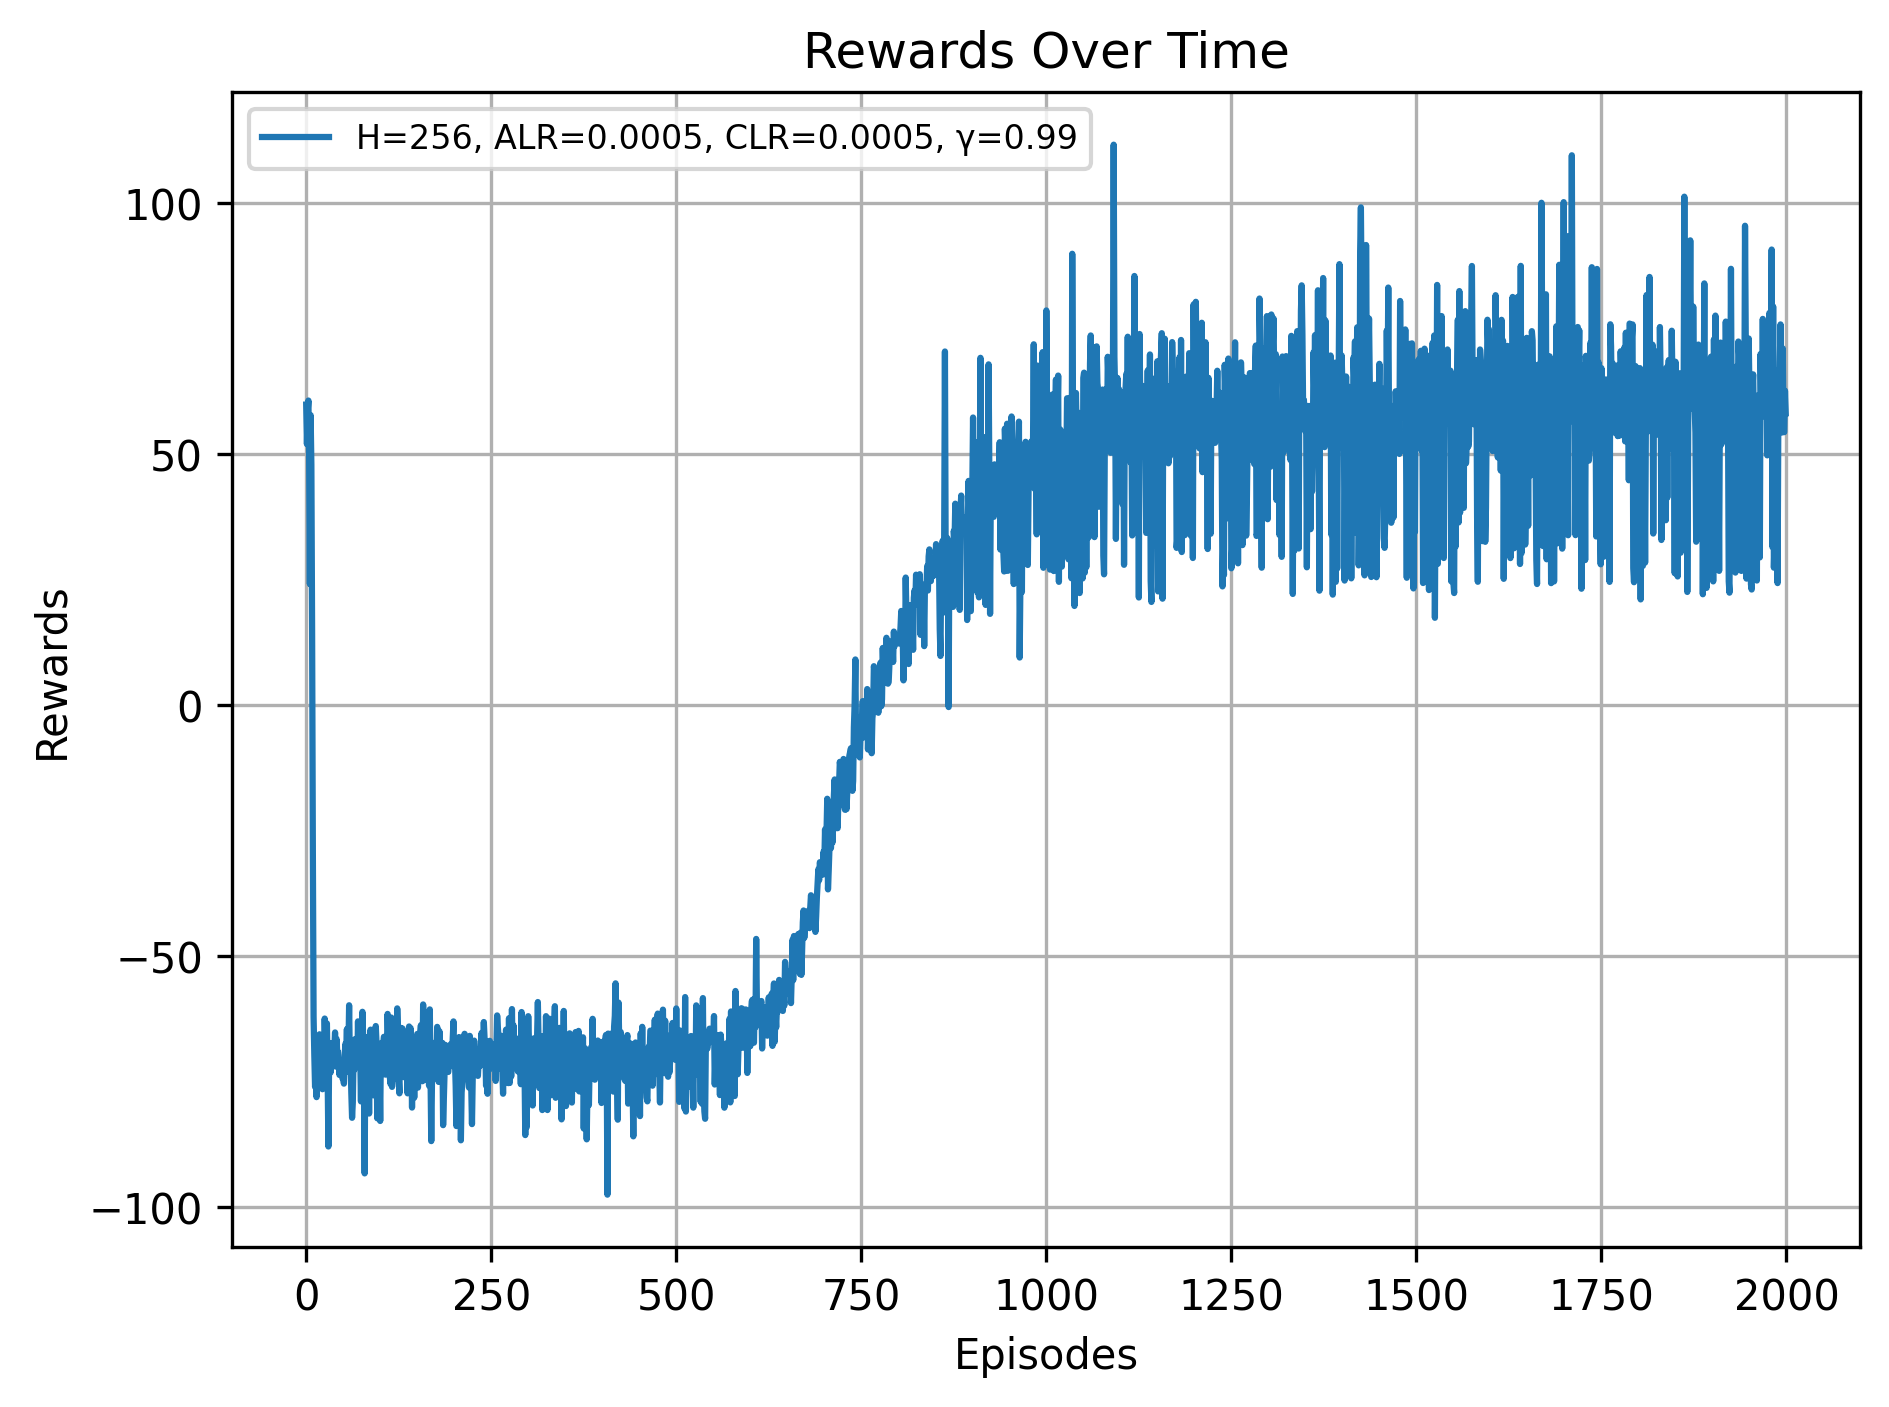 Rewards Over Time
H=256, ALR=0.0005, CLR=0.0005, γ=0.99
Rewards
100
50
0
−50
−100
0 250 500 750 1000 1250 1500 1750 2000
Episodes